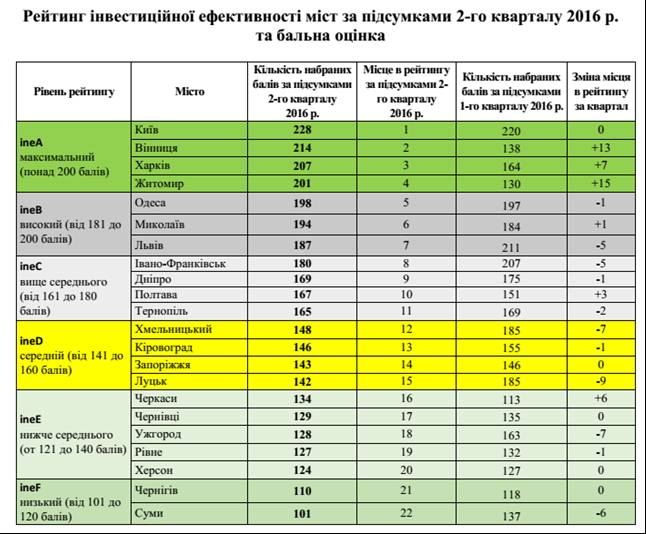 Рейтинг інвестиційної ефективності міст за підсумками 2-го кварталу 2016 р.
та бальна оцінка
Рівень рейтингу
Місто
Кількість набраних
балів за підсумками
2-го кварталу
2016 р.
Місце в рейтингу
за підсумками 2-
го кварталу
2016 р.
Кількість набраних
балів за підсумками
1-го кварталу 2016 р.
Зміна місця
в рейтингу
за квартал
ineA
максимальний
(понад 200 балів)
Київ 228 1 220 0
Вінниця 214 2 138 +13
Харків 207 3 164 +7
Житомир 201 4 130 +15
ineB
високий (від 181 до
200 балів)
Одеса 198 5 197 -1
Миколаїв 194 6 184 +1
Львів 187 7 211 -5
ineC
вище середнього
(від 161 до 180
балів)
Івано-Франківськ 180 8 207 -5
Дніпро 169 9 175 -1
Полтава 167 10 151 +3
Тернопіль 165 11 169 -2
ineD
середній (від 141 до
160 балів)
Хмельницький 148 12 185 -7
Кіровоград 146 13 155 -1
Запоріжжя 143 14 146 0
Луцьк 142 15 185 -9
ineE
нижче середнього
(от 121 до 140 балів)
Черкаси 134 16 113 +6
Чернівці 129 17 135 0
Ужгород 128 18 163 -7
Рівне 127 19 132 -1
Херсон 124 20 127 0
ineF
низький (від 101 до
120 балів)
Чернігів 110 21 118 0
Суми 101 22 137 -6